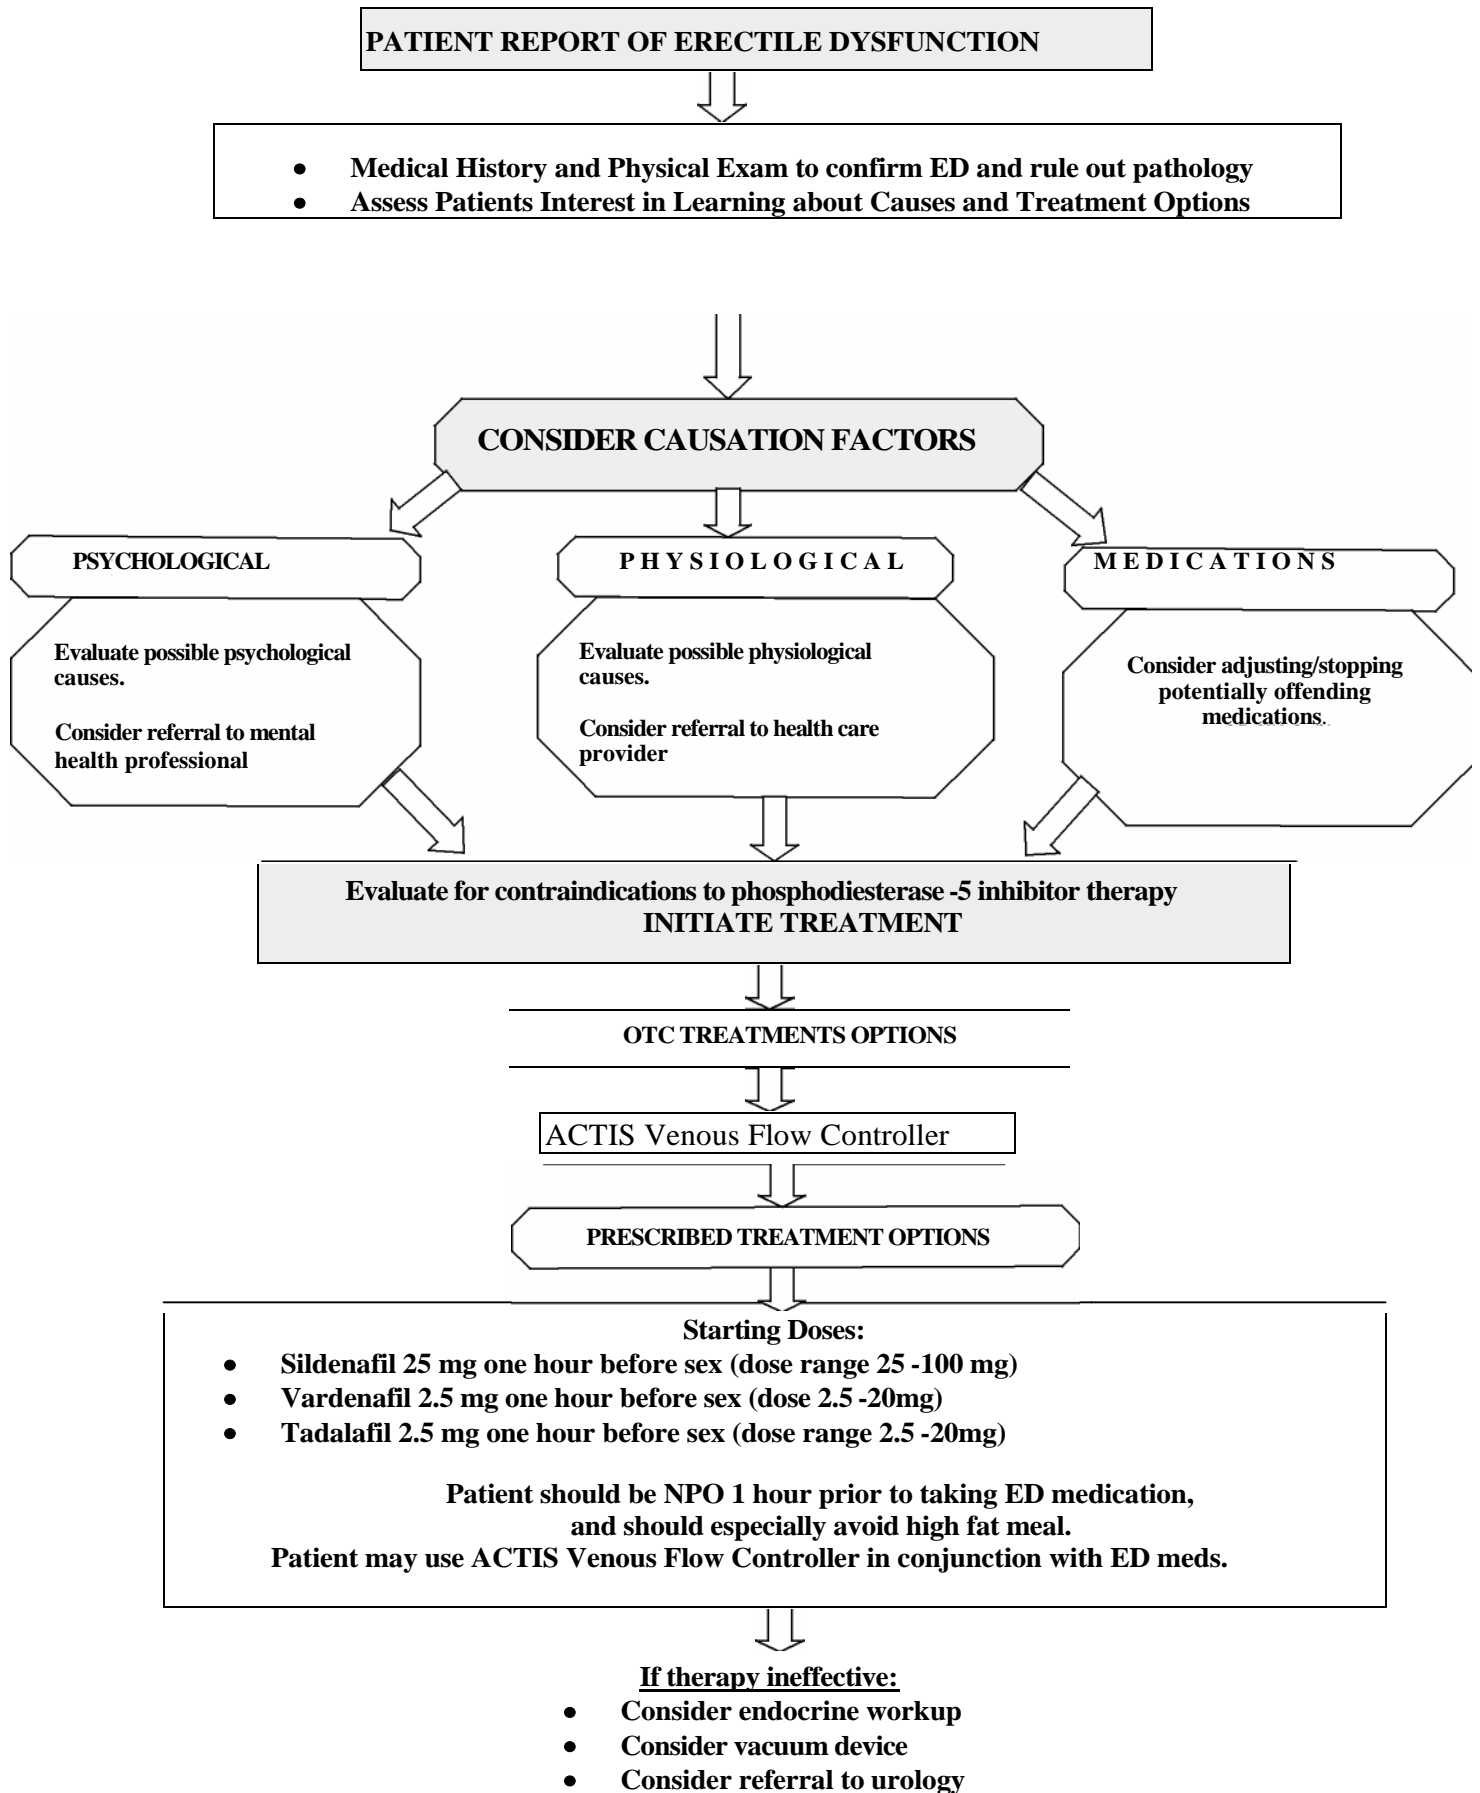 PATIENT REPORT OF ERECTILE DYSFUNCTION
• Medical History and Physical Exam to confirm ED and rule out pathology
• Assess Patients Interest in Learning about Causes and Treatment Options
CONSIDER CAUSATION FACTORS
PSYCHOLOGICAL
Evaluate possible psychological
causes.
Consider referral to mental
health professional
PHYSIOLOGICAL
Evaluate possible physiological
causes.
Consider referral to health care
provider
MEDICATIONS
Consider adjusting/stopping
potentially offending
medications.
Evaluate for contraindications to phosphodiesterase -5 inhibitor therapy
INITIATE TREATMENT
OTC TREATMENTS OPTIONS
ACTIS Venous Flow Controller
PRESCRIBED TREATMENT OPTIONS
Starting Doses:
• Sildenafil 25 mg one hour before sex (dose range 25 -100 mg)
• Vardenafil 2.5 mg one hour before sex (dose 2.5 -20mg)
• Tadalafil 2.5 mg one hour before sex (dose range 2.5 -20mg)
Patient should be NPO 1 hour prior to taking ED medication,
and should especially avoid high fat meal.
Patient may use ACTIS Venous Flow Controller in conjunction with ED meds.
If therapy ineffective:
• Consider endocrine workup
• Consider vacuum device
• Consider referral to urology